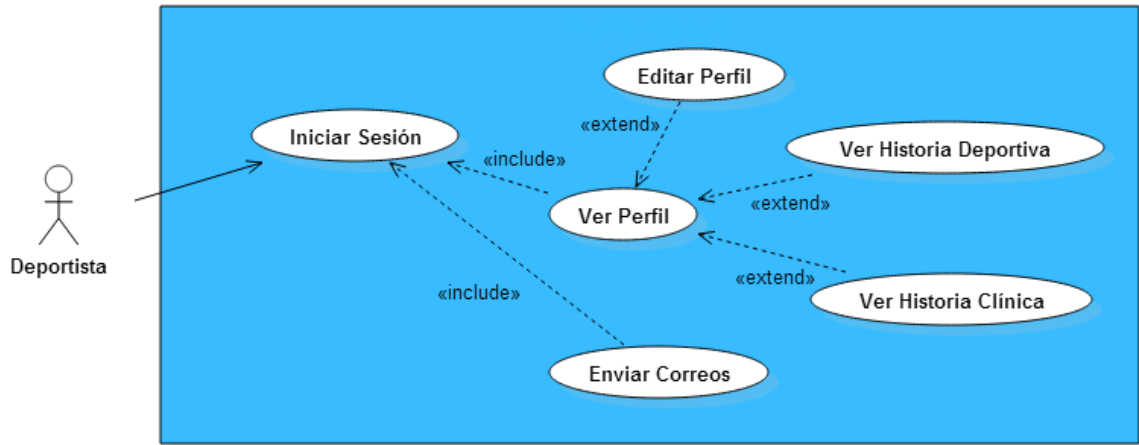 Editar Perfil
«extend»
Iniciar Sesión
«include»
Ver Historia Deportiva
«extend»
Ver Perfil
Deportista
«extend»
«include»
Ver Historia Clínica
Enviar Correos